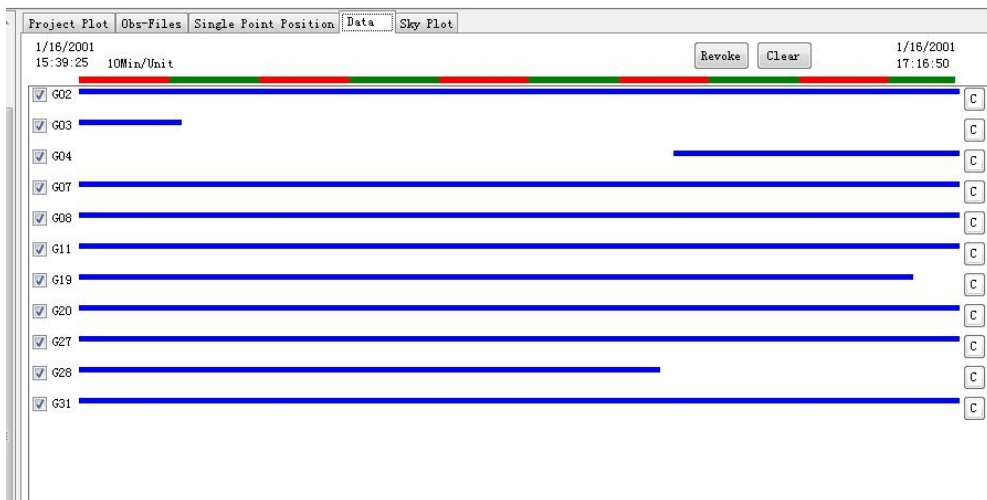 Project Plot Obs-Files Single Point Position Data Sky Plot
1/16/2001 1/16/2001
15:39:25 10Min/Unit Revoke Clear 17:16:50
G02 C
G03 C
G04 C
G07 C
G08 C
G11 C
G19 C
G20 C
G27 C
G28 C
G31 C